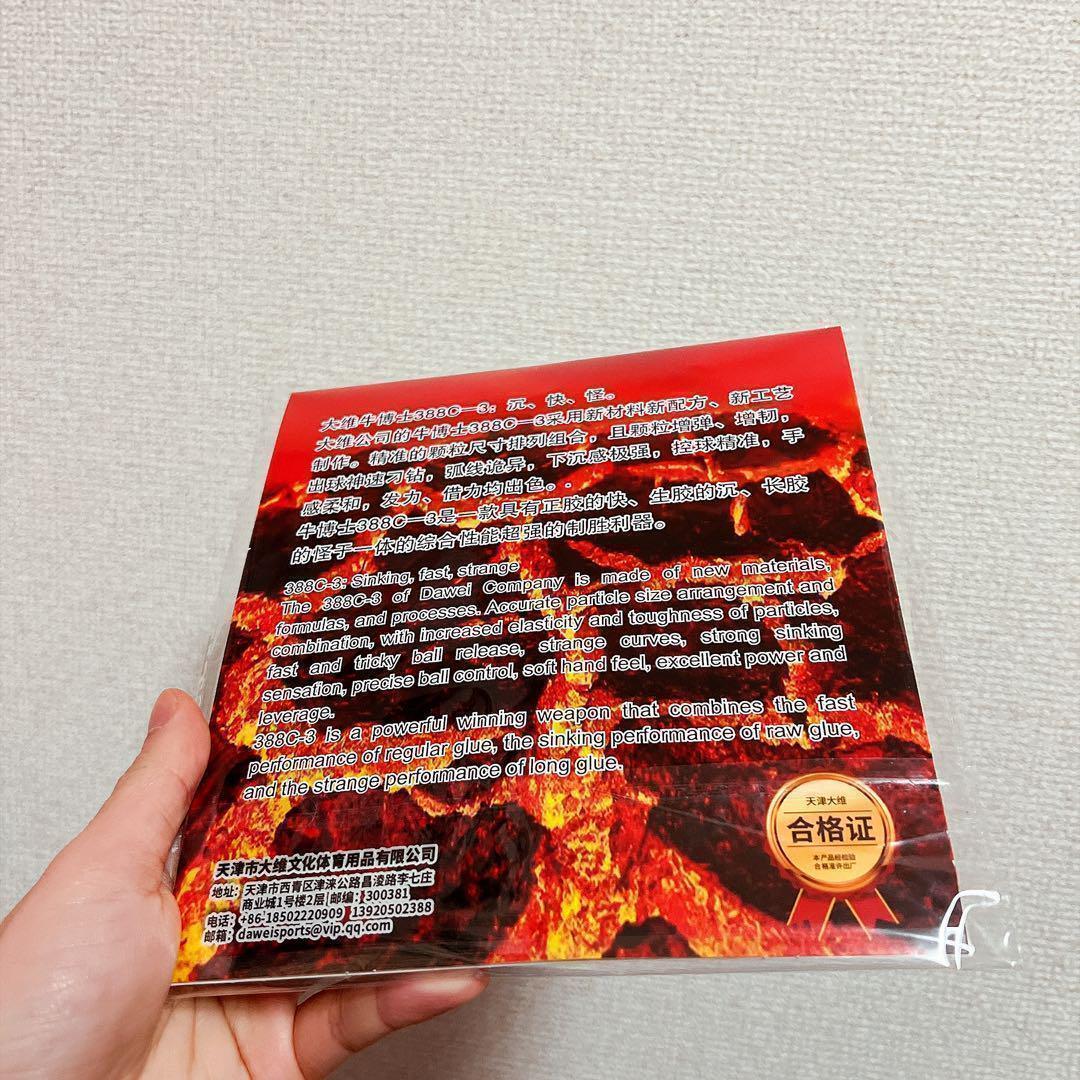 大维牛博士388C—3：沉、快、怪。
大维公司的牛博士388C—3采用新材料新配方、新工艺
制作。精准的颗粒尺寸排列组合，且颗粒增弹、增韧，
出球神速刁钻，弧线诡异，下沉感极强，控球精准，手
感柔和，发力、借力均出色。.
牛博士388C—3是一款具有正胶的快、生胶的沉、长胶
的怪于一体的综合性能超强的制胜利器。
388C-3: Sinking, fast, strange
The 388C-3 of Dawei Company is made of new materials,
formulas, and processes. Accurate particle size arrangement and
combination, with increased elasticity and toughness of particles,
fast and tricky ball release, strange curves, strong sinking
sensation, precise ball control, soft hand feel, excellent power and
leverage.
388C-3 is a powerful winning weapon that combines the fast
performance of regular glue, the sinking performance of raw glue,
and the strange performance of long glue.
天津大维
合格证
本产品经检验
合格准许出厂
天津市大维文化体育用品有限公司
地址：天津市西青区津涞公路昌凌路李七庄
商业城1号楼2层 邮编：300381
电话：+86-18502220909 13920502388
邮箱：daweisports@vip.qq.com